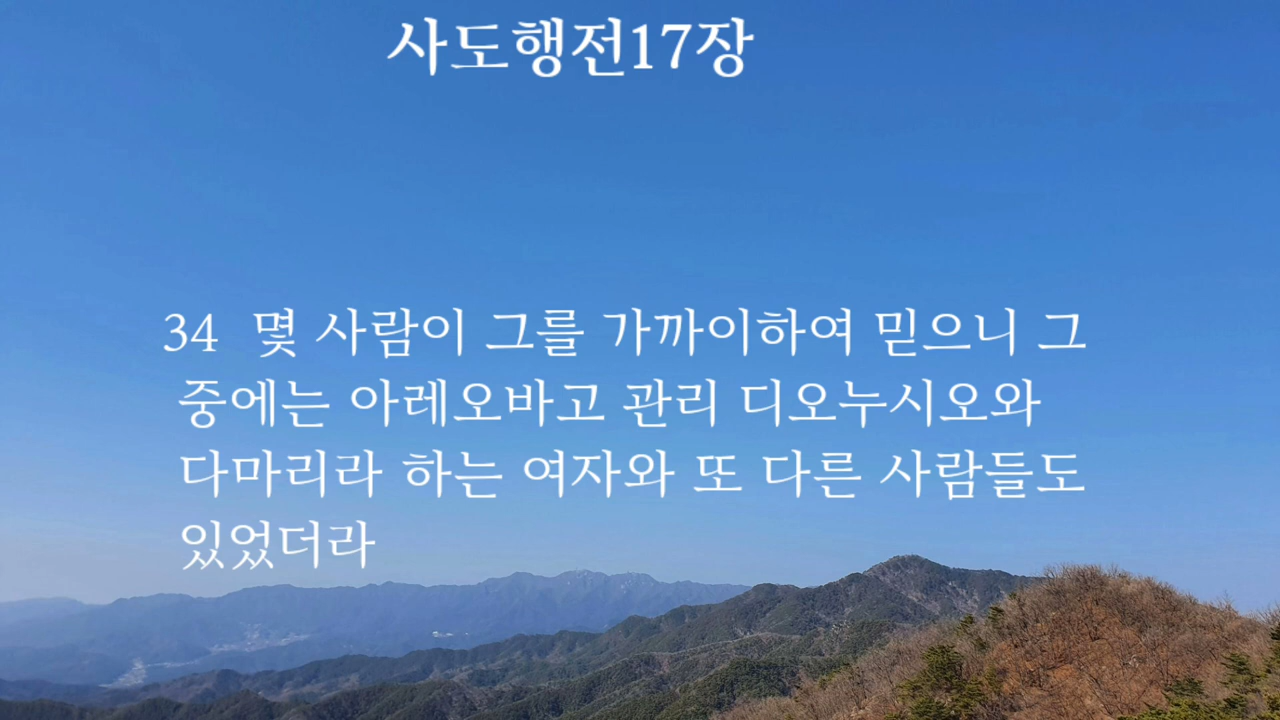 사도행전17장
34 몇 사람이 그를 가까이하여 믿으니 그
중에는 아레오바고 관리 디오누시오와
다마리라 하는 여자와 또 다른 사람들도
있었더라